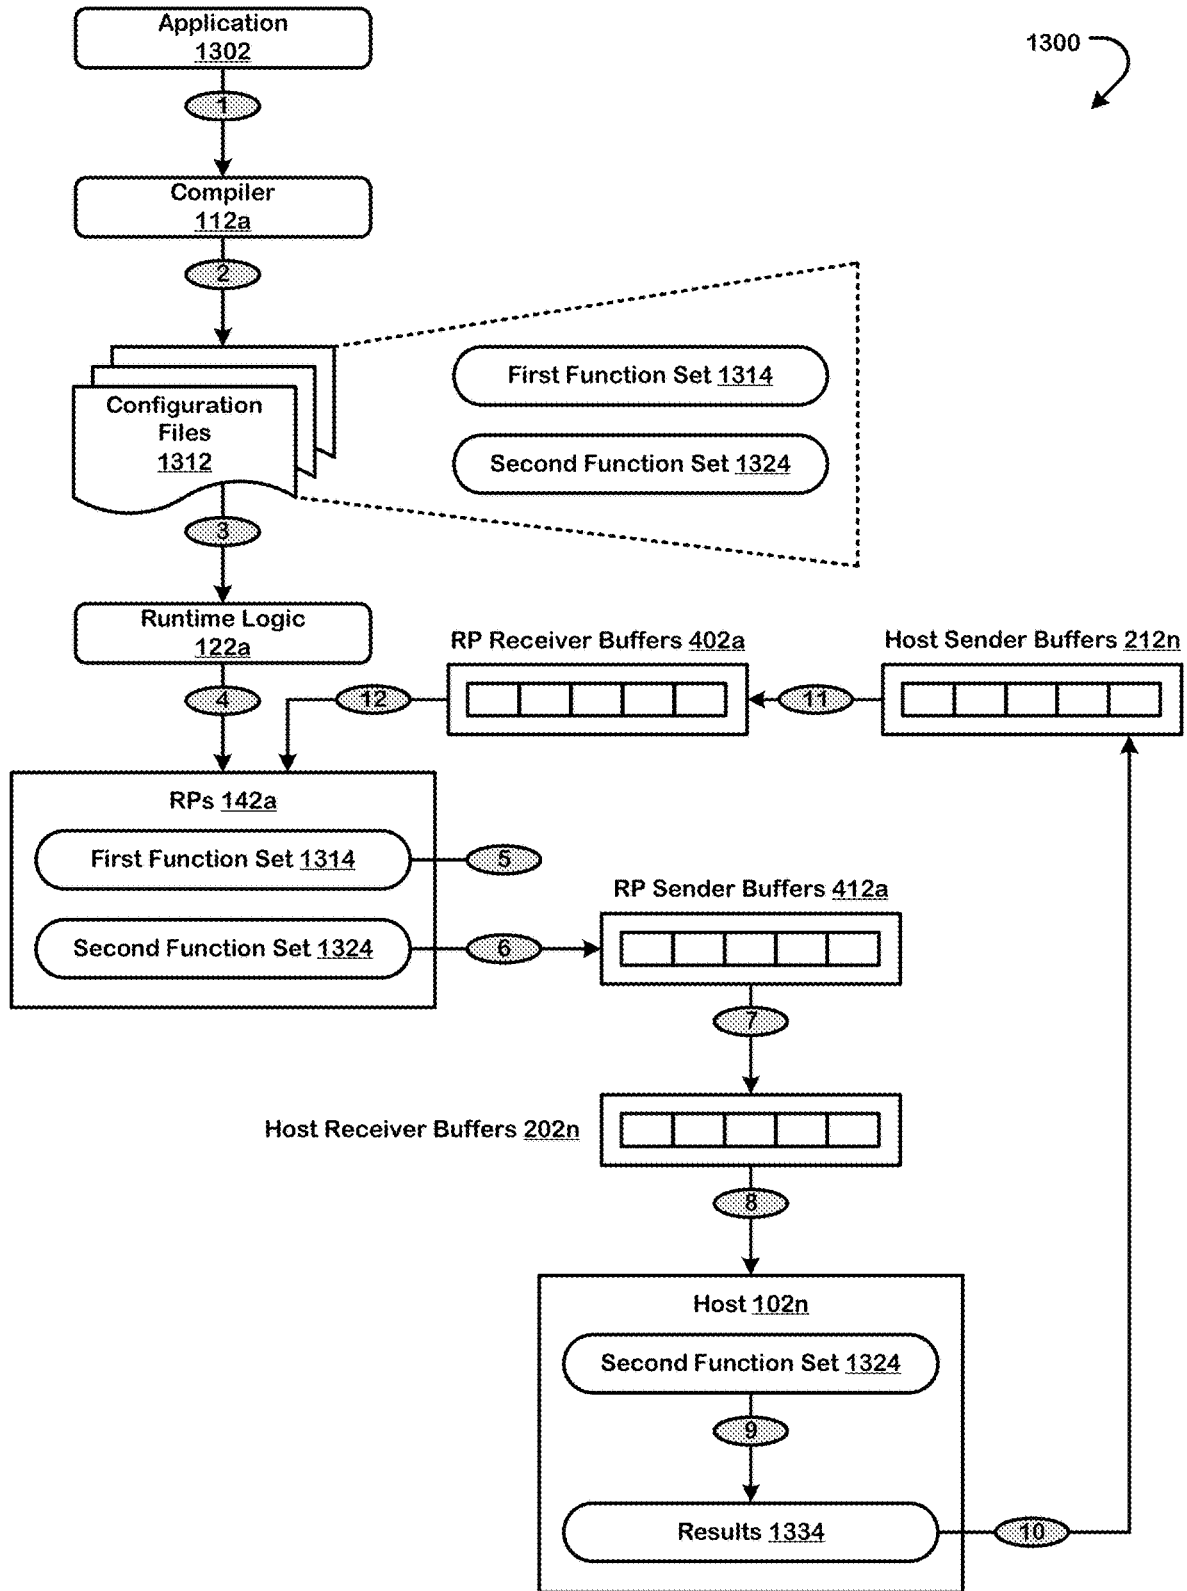 Application
1302
1300
1
Compiler
112a
2
First Function Set 1314
Configuration
Files
1312
Second Function Set 1324
3
Runtime Logic
122a
RP Receiver Buffers 402a
Host Sender Buffers 212n
4
12
11
RPs 142a
First Function Set 1314
5
RP Sender Buffers 412a
Second Function Set 1324
6
7
Host Receiver Buffers 202n
8
Host 102n
Second Function Set 1324
9
Results 1334
10